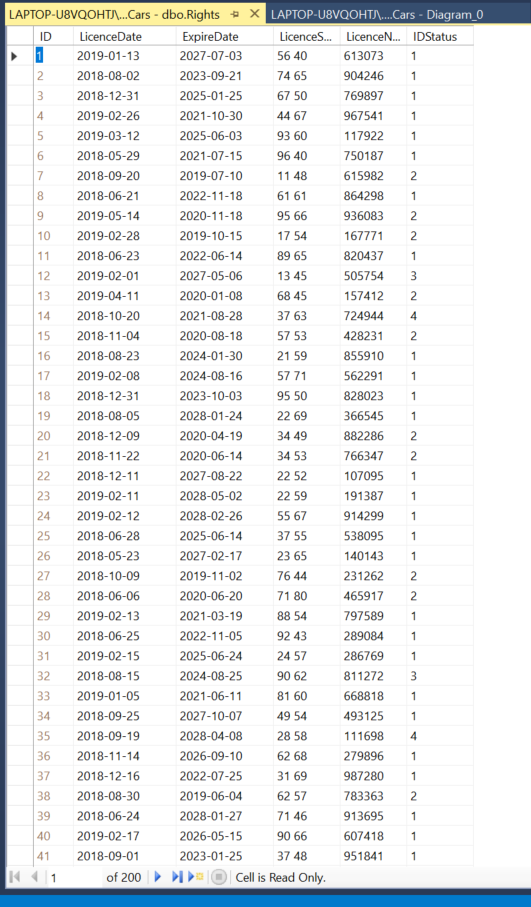 LAPTOP-U8VQOHTJ\,...Cars - dbo.Rights LAPTOP-U8VQOHTJ\,....Cars - Diagram_0
ID LicenceDate ExpireDate LicenceS... LicenceN... IDStatus
1 2019-01-13 2027-07-03 56 40 613073 1
2 2018-08-02 2023-09-21 74 65 904246 1
3 2018-12-31 2025-01-25 67 50 769897 1
4 2019-02-26 2021-10-30 44 67 967541 1
5 2019-03-12 2025-06-03 93 60 117922 1
6 2018-05-29 2021-07-15 96 40 750187 1
7 2018-09-20 2019-07-10 11 48 615982 2
8 2018-06-21 2022-11-18 61 61 864298 1
9 2019-05-14 2020-11-18 95 66 936083 2
10 2019-02-28 2019-10-15 17 54 167771 2
11 2018-06-23 2022-06-14 89 65 820437 1
12 2019-02-01 2027-05-06 13 45 505754 3
13 2019-04-11 2020-01-08 68 45 157412 2
14 2018-10-20 2021-08-28 37 63 724944 4
15 2018-11-04 2020-08-18 57 53 428231 2
16 2018-08-23 2024-01-30 21 59 855910 1
17 2019-02-08 2024-08-16 57 71 562291 1
18 2018-12-31 2023-10-03 95 50 828023 1
19 2018-08-05 2028-01-24 22 69 366545 1
20 2018-12-09 2020-04-19 34 49 882286 2
21 2018-11-22 2020-06-14 34 53 766347 2
22 2018-12-11 2027-08-22 22 52 107095 1
23 2019-02-11 2028-05-02 22 59 191387 1
24 2019-02-12 2028-02-26 55 67 914299 1
25 2018-06-28 2025-06-14 37 55 538095 1
26 2018-05-23 2027-02-17 23 65 140143 1
27 2018-10-09 2019-11-02 76 44 231262 2
28 2018-06-06 2020-06-20 71 80 465917 2
29 2019-02-13 2021-03-19 88 54 797589 1
30 2018-06-25 2022-11-05 92 43 289084 1
31 2019-02-15 2025-06-24 24 57 286769 1
32 2018-08-15 2024-08-25 90 62 811272 3
33 2019-01-05 2021-06-11 81 60 668818 1
34 2018-09-25 2027-10-07 49 54 493125 1
35 2018-09-19 2028-04-08 28 58 111698 4
36 2018-11-14 2026-09-10 62 68 279896 1
37 2018-12-16 2022-07-25 31 69 987280 1
38 2018-08-30 2019-06-04 62 57 783363 2
39 2018-06-24 2028-01-27 71 46 913695 1
40 2019-02-17 2026-05-15 90 66 607418 1
41 2018-09-01 2023-01-25 37 48 951841 1
1 of 200 Cell is Read Only.